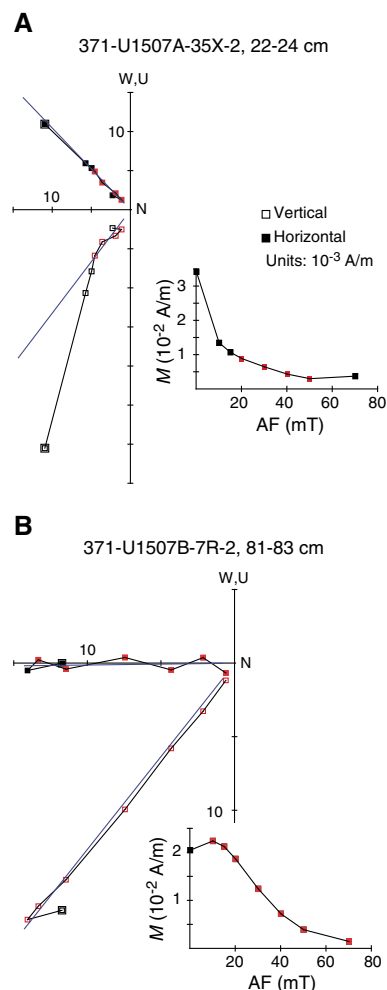 A
371-U1507A-35X-2, 22-24 cm
W,U
10
10
N
Vertical
Horizontal
Units: 10⁻³ A/m
M (10⁻² A/m)
3
2
1
20 40 60 80
AF (mT)
B
371-U1507B-7R-2, 81-83 cm
W,U
10
N
10
M (10⁻² A/m)
2
1
20 40 60 80
AF (mT)